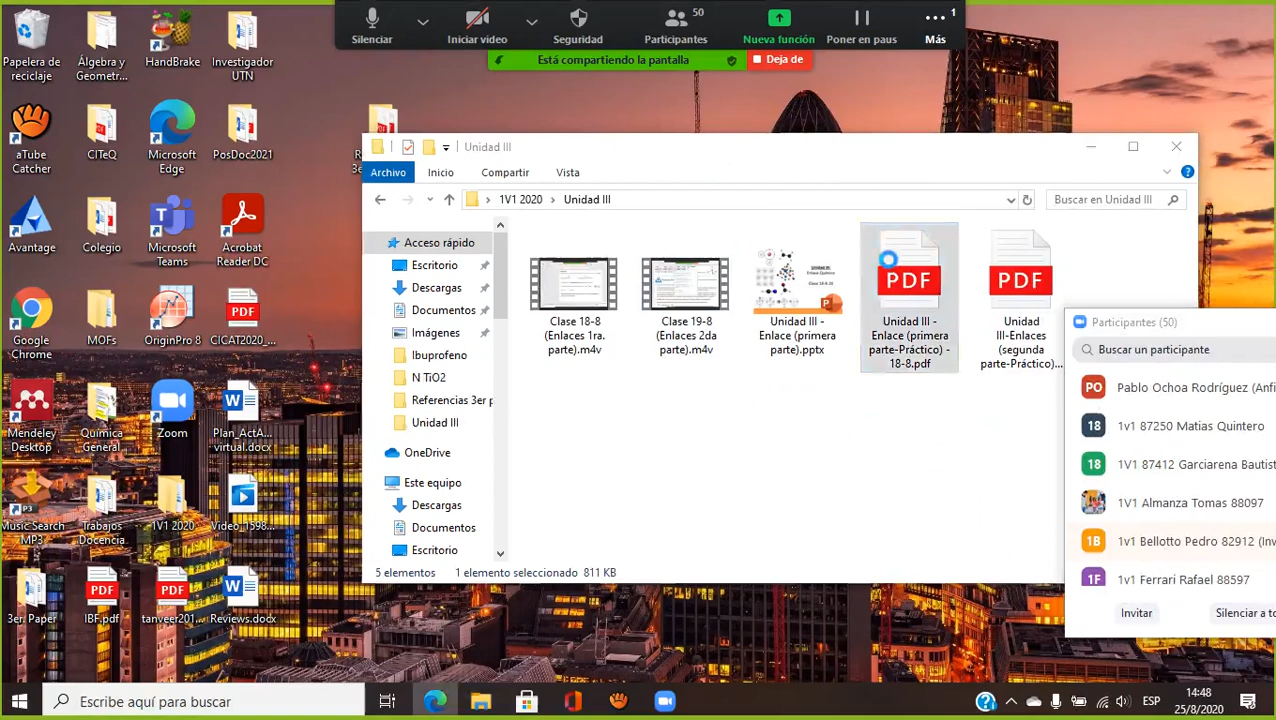 50
1
Silenciar
Iniciar video
Seguridad
Participantes
Nueva función
Poner en paus
Más
Está compartiendo la pantalla
Deja de
Papelera de
reciclaje
Álgebra y
Geometr...
HandBrake
Investigador
UTN
aTube
Catcher
CITeQ
Microsoft
Edge
PosDoc2021
Avantage
Colegio
Microsoft
Teams
Acrobat
Reader DC
Google
Chrome
MOFs
OriginPro 8
CICAT2020_...
Mendeley
Desktop
Química
General
Zoom
Plan_ActA...
virtual.docx
Music Search
MP3
Trabajos
Docencia
1V1 2020
Video_1598...
3er. Paper
IBF.pdf
tanveer201...
Reviews.docx
Unidad III
Archivo
Inicio
Compartir
Vista
1V1 2020
Unidad III
Buscar en Unidad III
Acceso rápido
Escritorio
Descargas
Documentos
Imágenes
Ibuprofeno
N TiO2
Referencias 3er p
Unidad III
OneDrive
Este equipo
Descargas
Documentos
Escritorio
Clase 18-8
(Enlaces 1ra.
parte).m4v
Clase 19-8
(Enlaces 2da
parte).m4v
Unidad III -
Enlace (primera
parte).pptx
PDF
Unidad III -
Enlace (primera
parte-Práctico) -
18-8.pdf
PDF
Unidad
III-Enlaces
(segunda
parte-Práctico)...
5 elementos
1 elemento seleccionado 811 KB
Participantes (50)
Buscar un participante
PO Pablo Ochoa Rodríguez (Anfi
18 1v1 87250 Matias Quintero
18 1V1 87412 Garciarena Bautist
1V1 Almanza Tomas 88097
1B 1v1 Bellotto Pedro 82912 (Inv
1F 1v1 Ferrari Rafael 88597
Invitar
Silenciar a to
Escribe aquí para buscar
ESP
14:48
25/8/2020